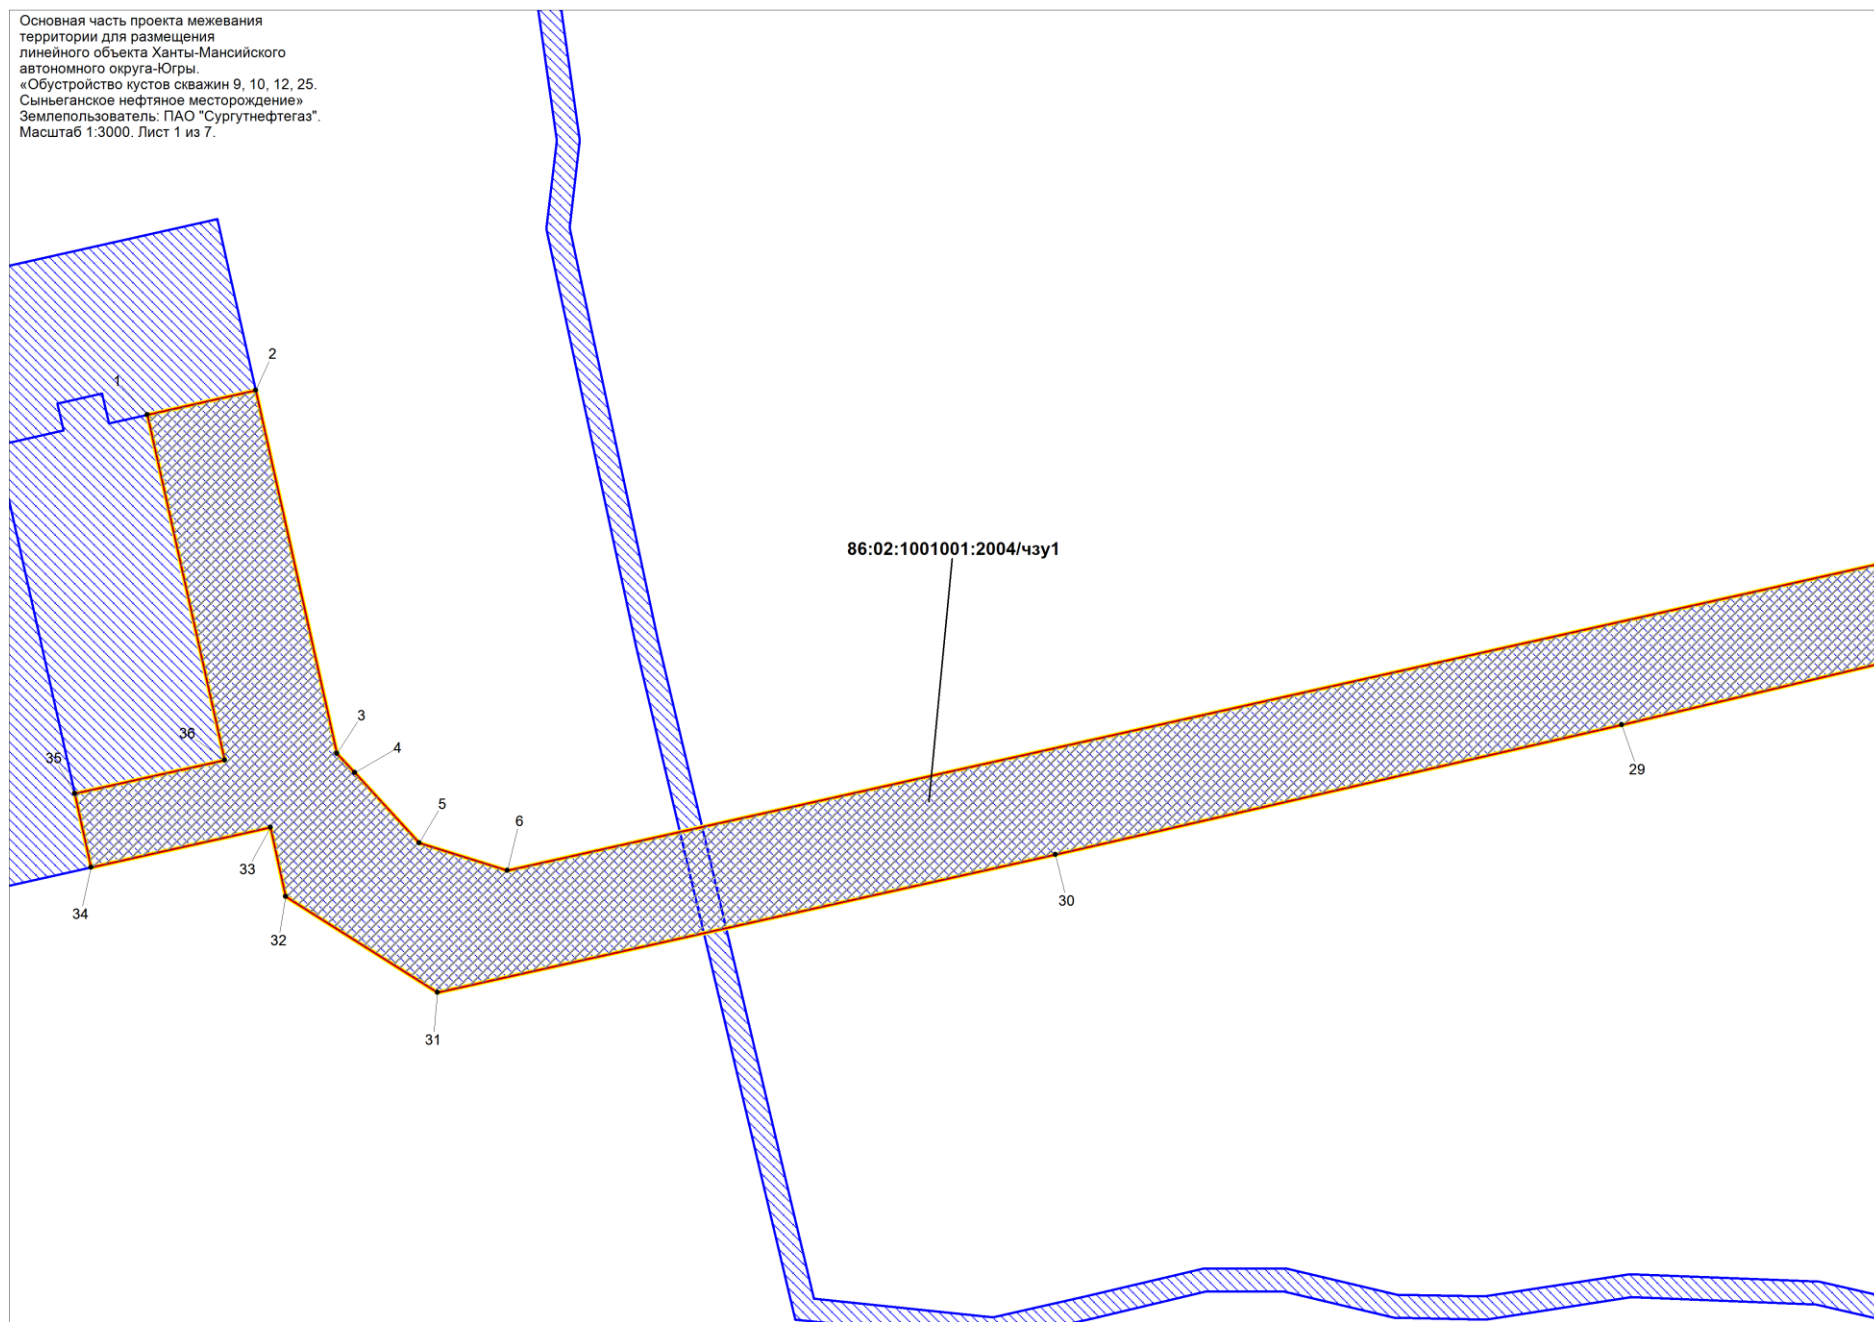 Основная часть проекта межевания
территории для размещения
линейного объекта Ханты-Мансийского
автономного округа-Югры.
«Обустройство кустов скважин 9, 10, 12, 25.
Сыньеганское нефтяное месторождение»
Землепользователь: ПАО "Сургутнефтегаз".
Масштаб 1:3000. Лист 1 из 7.
2
1
86:02:1001001:2004/чзу1
3
36
4
35
29
5
6
33
30
34
32
31